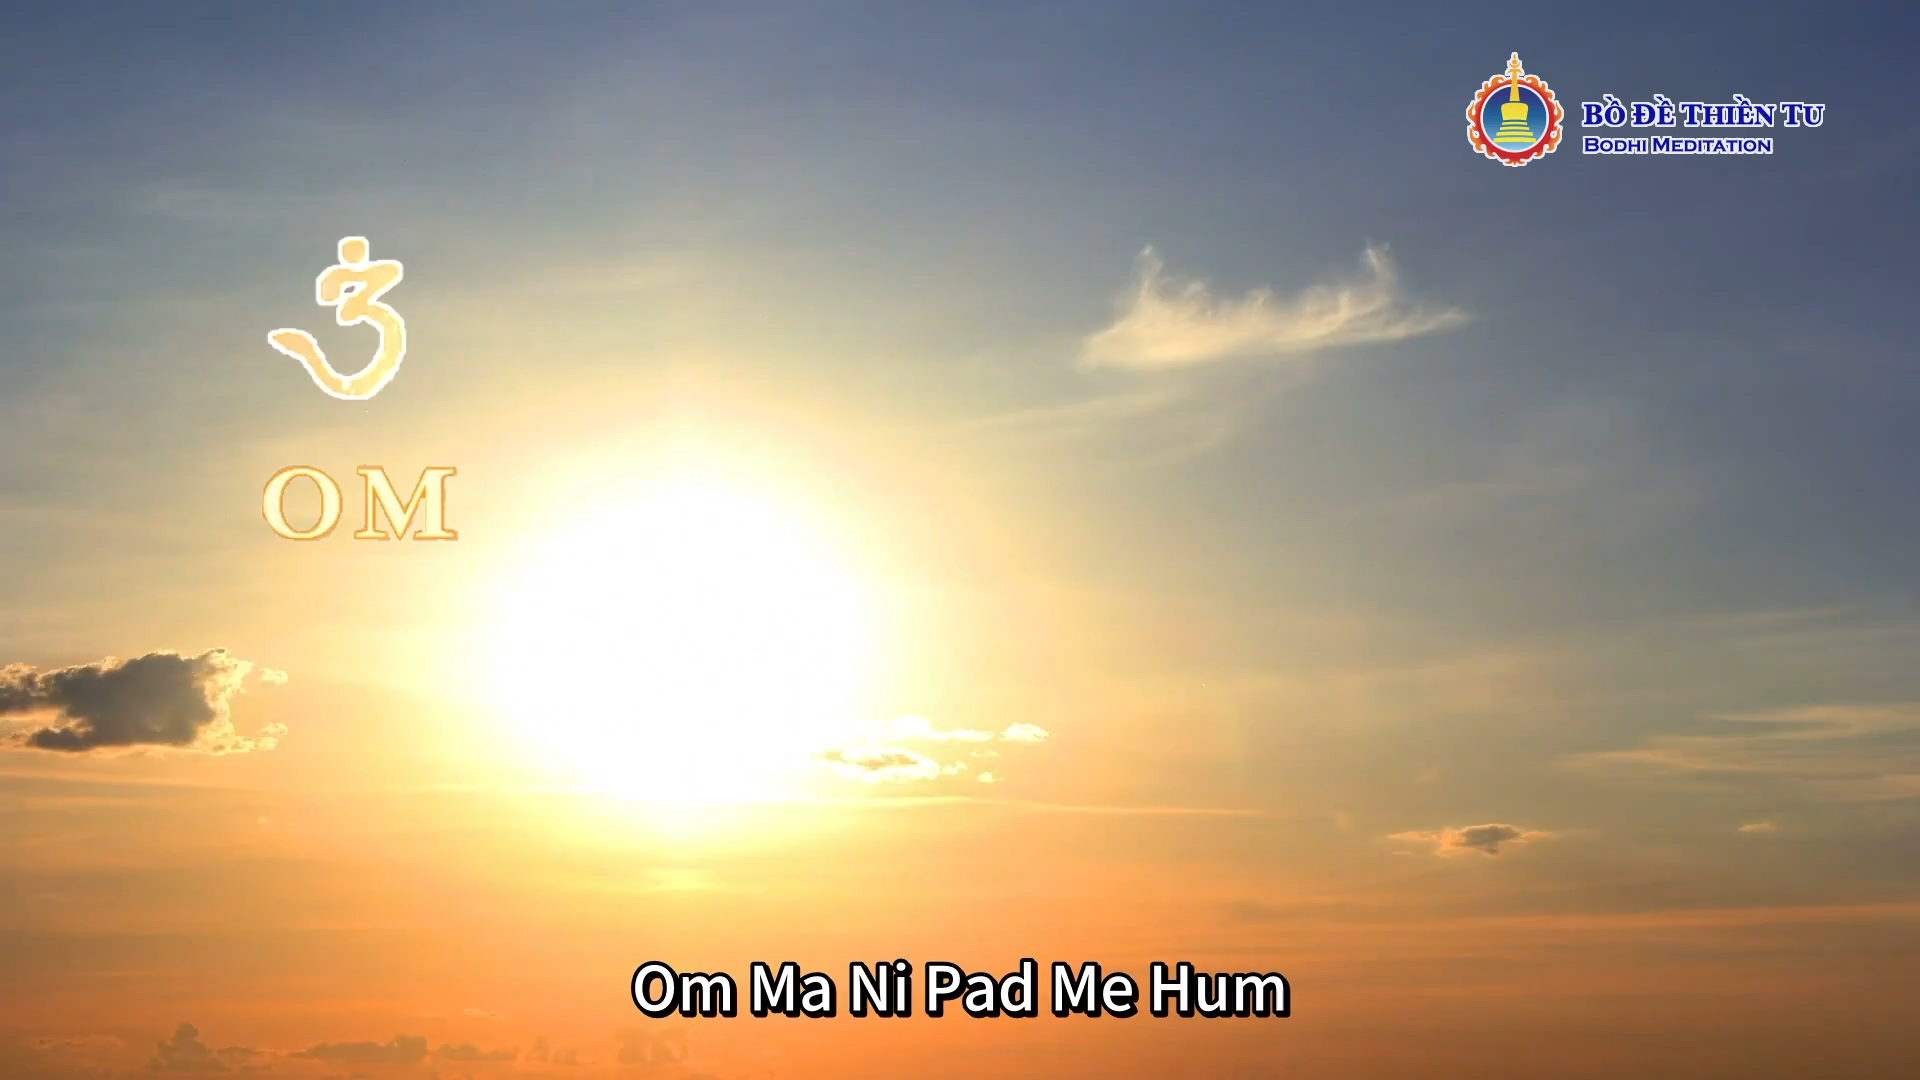 BỒ ĐỀ THIỀN TU
BODHI MEDITATION
OM
Om Ma Ni Pad Me Hum